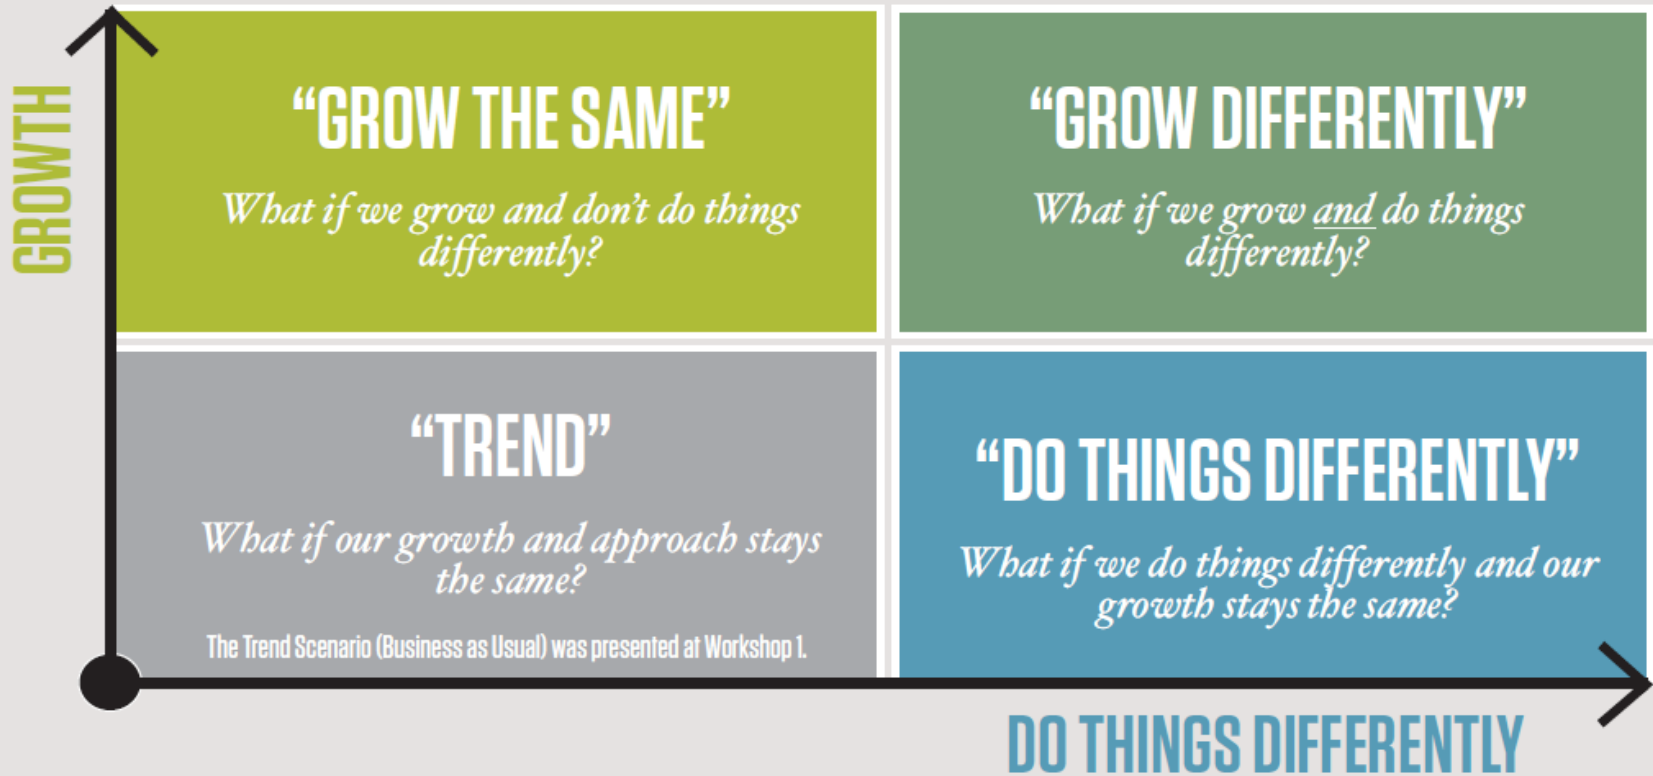 GROWTH
“GROW THE SAME”
What if we grow and don’t do things
differently?
“GROW DIFFERENTLY”
What if we grow and do things
differently?
“TREND”
What if our growth and approach stays
the same?
The Trend Scenario (Business as Usual) was presented at Workshop 1.
“DO THINGS DIFFERENTLY”
What if we do things differently and our
growth stays the same?
DO THINGS DIFFERENTLY